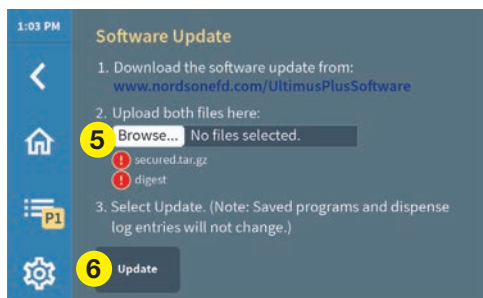 1:03 PM
Software Update
1. Download the software update from:
www.nordsonefd.com/UltimusPlusSoftware
2. Upload both files here:
5 Browse... No files selected.
! secured.tar.gz
! digest
P1
3. Select Update. (Note: Saved programs and dispense
log entries will not change.)
6 Update